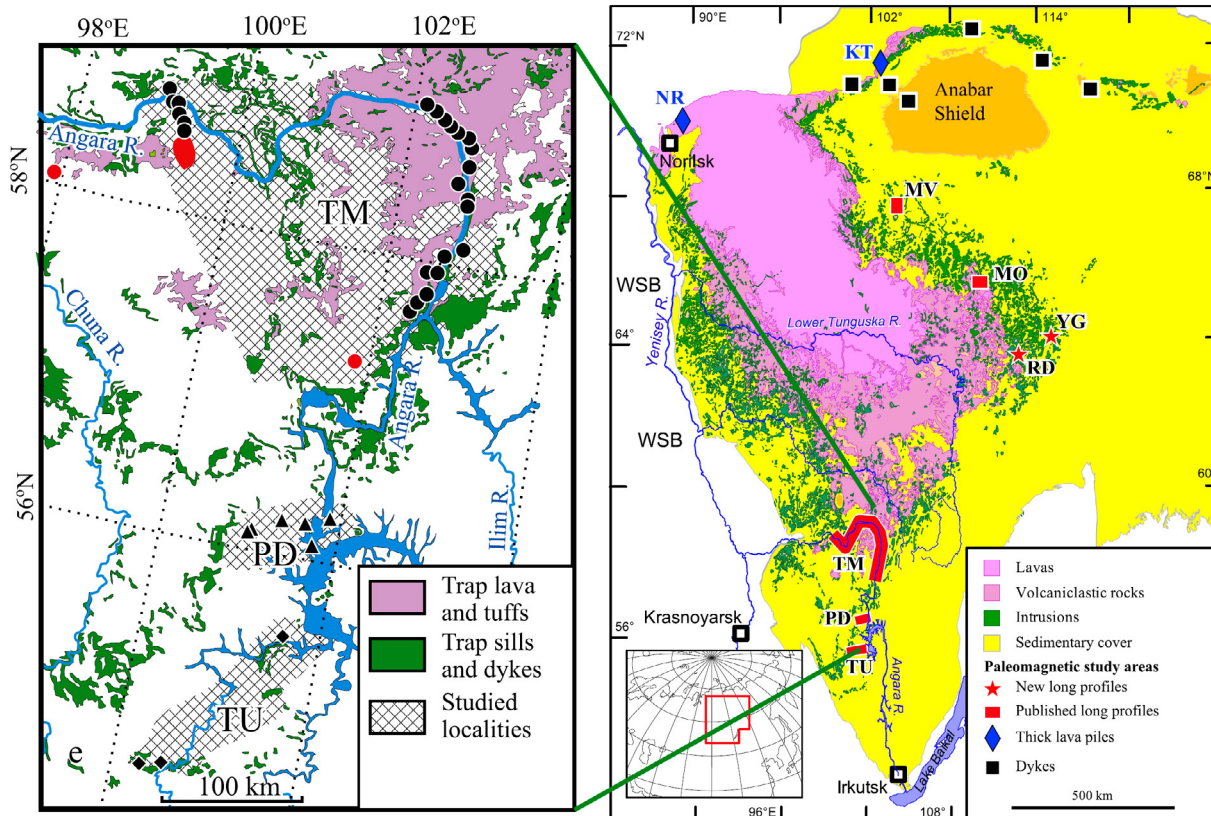 98°E
100°E
102°E
58°N
56°N
Angara R.
TM
Chuna R.
Angara R.
Ilim R.
PD
TU
e
100 km
Trap lava
and tuffs
Trap sills
and dykes
Studied
localities
90°E
102°
114°
72°
N
68°N
64°
60°
56°
96°E
108°E
KT
NR
Norilsk
Anabar
Shield
MV
MO
YG
RD
WSB
Yenisey R.
Lower Tunguska R.
WSB
TM
Krasnoyarsk
PD
TU
Angara R.
Irkutsk
Lake Baikal
Lavas
Volcaniclastic rocks
Intrusions
Sedimentary cover
Paleomagnetic study areas
New long profiles
Published long profiles
Thick lava piles
Dykes
500 km